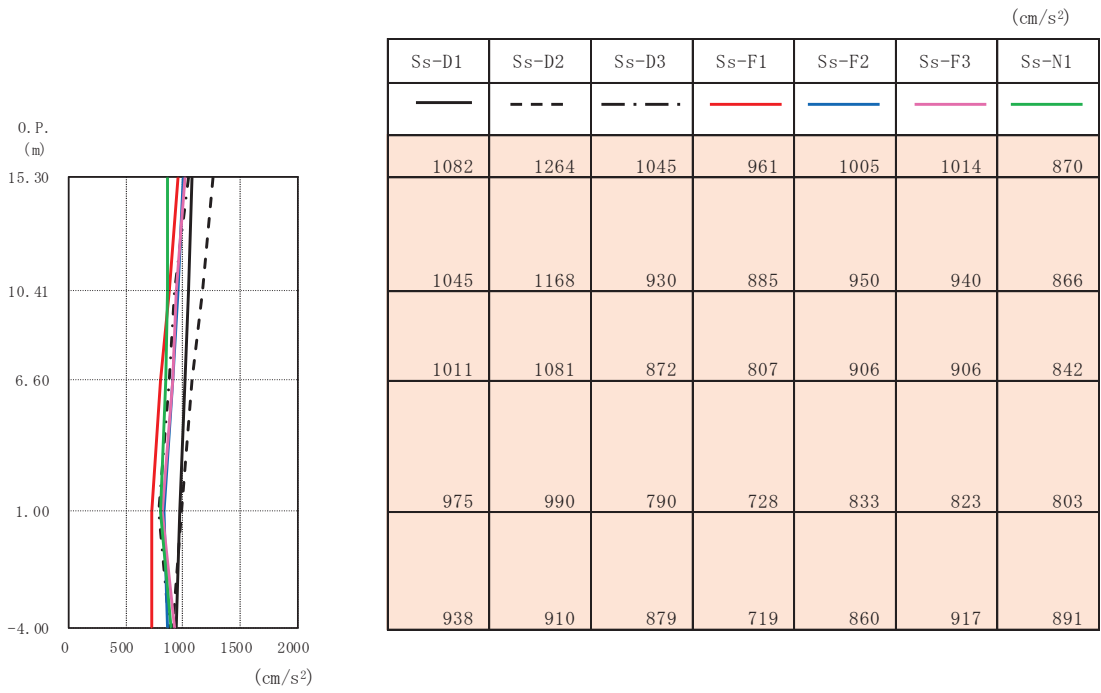 (cm/s²)
Ss-D1 Ss-D2 Ss-D3 Ss-F1 Ss-F2 Ss-F3 Ss-N1
O.P.
(m)
1082 1264 1045 961 1005 1014 870
15.30
1045 1168 930 885 950 940 866
10.41
1011 1081 872 807 906 906 842
6.60
975 990 790 728 833 823 803
1.00
938 910 879 719 860 917 891
-4.00
0 500 1000 1500 2000
(cm/s²)